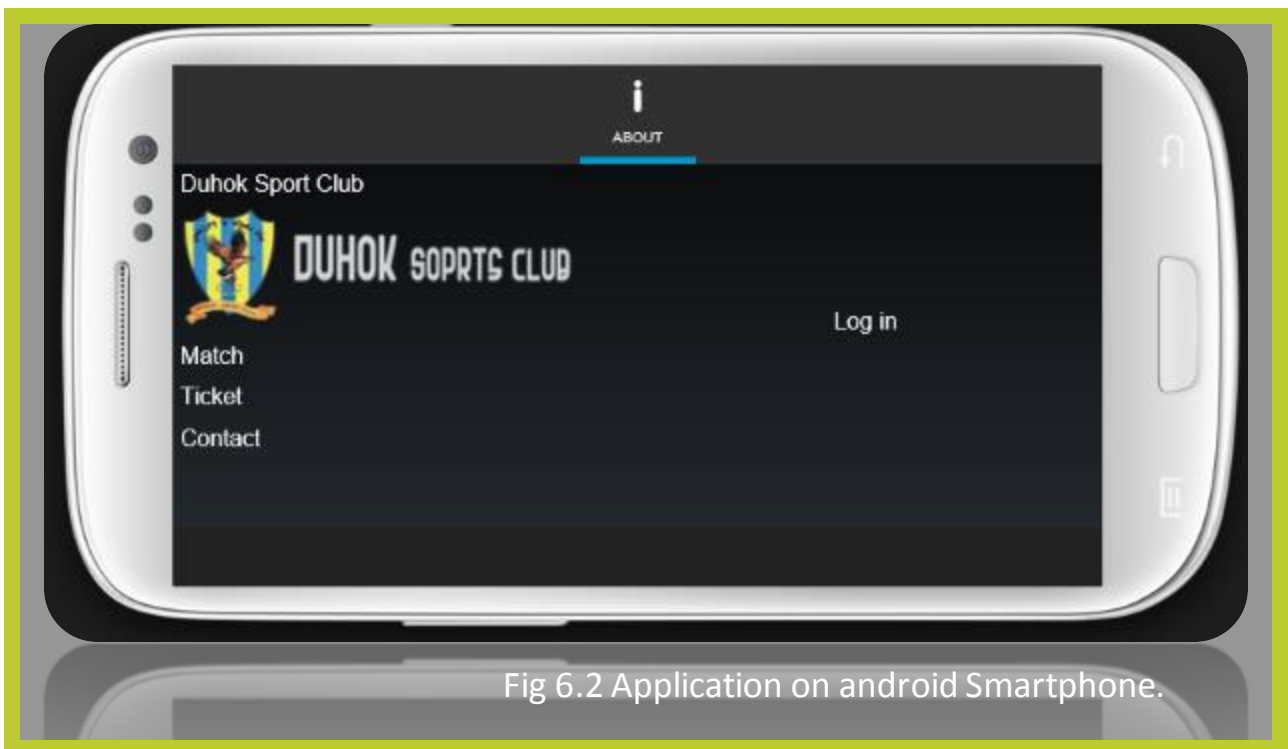 i
ABOUT
Duhok Sport Club
DUHOK SOPRTS CLUB
Log in
Match
Ticket
Contact
Fig 6.2 Application on android Smartphone.